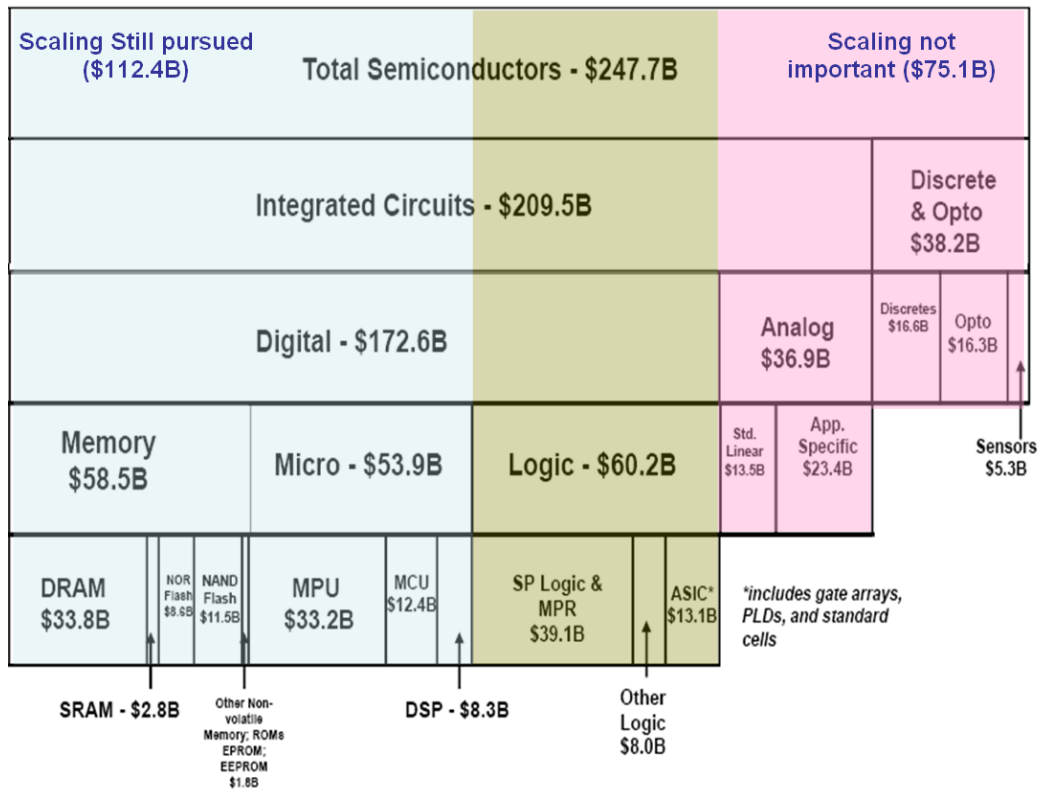 Scaling Still pursued
($112.4B)
Total Semiconductors - $247.7B
Scaling not
important ($75.1B)
Integrated Circuits - $209.5B
Discrete
& Opto
$38.2B
Digital - $172.6B
Analog
$36.9B
Discretes
$16.6B
Opto
$16.3B
Sensors
$5.3B
Memory
$58.5B
Micro - $53.9B
Logic - $60.2B
Std.
Linear
$13.5B
App.
Specific
$23.4B
DRAM
$33.8B
NOR
Flash
$8.6B
NAND
Flash
$11.5B
MPU
$33.2B
MCU
$12.4B
SP Logic &
MPR
$39.1B
ASIC*
$13.1B
*includes gate arrays,
PLDs, and standard
cells
SRAM - $2.8B
Other Non-
volatile
Memory; ROMs
EPROM;
EEPROM
$1.8B
DSP - $8.3B
Other
Logic
$8.0B